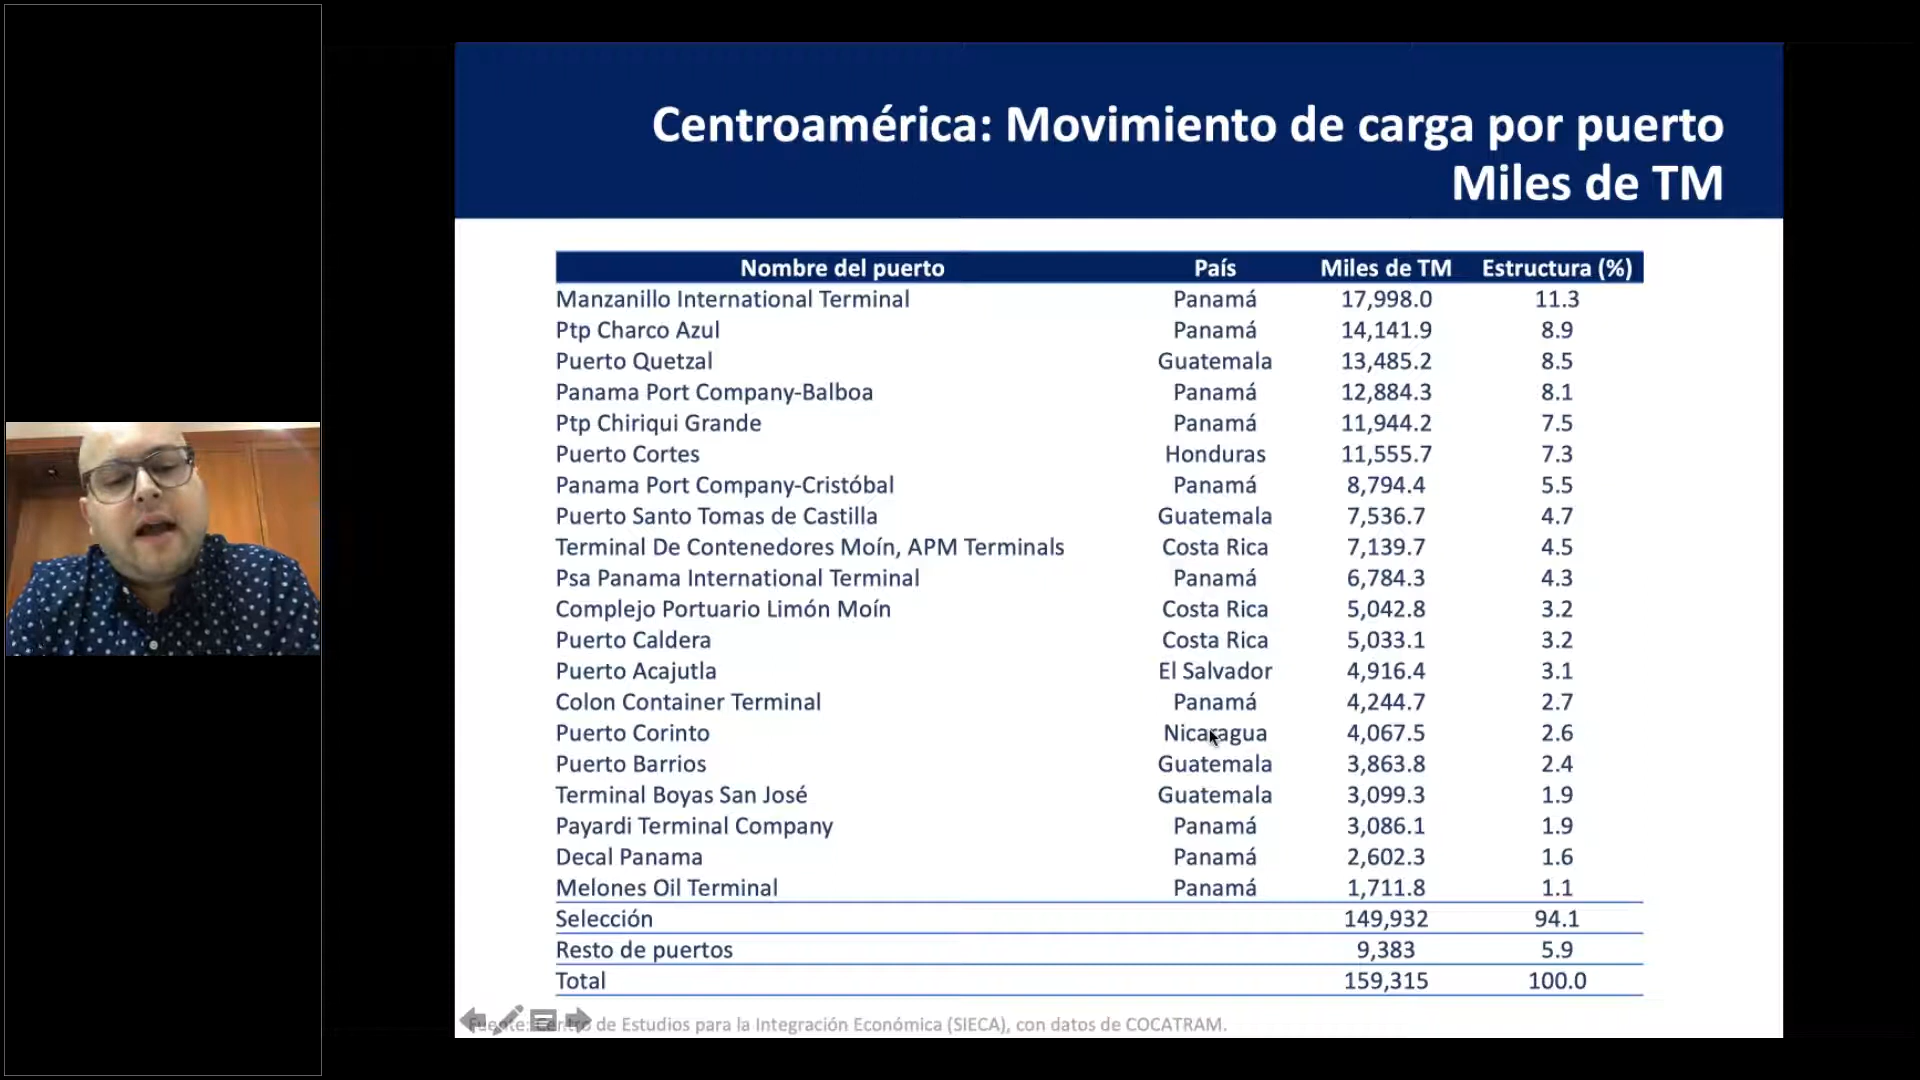 Centroamérica: Movimiento de carga por puerto
Miles de TM
Nombre del puerto País Miles de TM Estructura (%)
Manzanillo International Terminal Panamá 17,998.0 11.3
Ptp Charco Azul Panamá 14,141.9 8.9
Puerto Quetzal Guatemala 13,485.2 8.5
Panama Port Company-Balboa Panamá 12,884.3 8.1
Ptp Chiriqui Grande Panamá 11,944.2 7.5
Puerto Cortes Honduras 11,555.7 7.3
Panama Port Company-Cristóbal Panamá 8,794.4 5.5
Puerto Santo Tomas de Castilla Guatemala 7,536.7 4.7
Terminal De Contenedores Moín, APM Terminals Costa Rica 7,139.7 4.5
Psa Panama International Terminal Panamá 6,784.3 4.3
Complejo Portuario Limón Moín Costa Rica 5,042.8 3.2
Puerto Caldera Costa Rica 5,033.1 3.2
Puerto Acajutla El Salvador 4,916.4 3.1
Colon Container Terminal Panamá 4,244.7 2.7
Puerto Corinto Nicaragua 4,067.5 2.6
Puerto Barrios Guatemala 3,863.8 2.4
Terminal Boyas San José Guatemala 3,099.3 1.9
Payardi Terminal Company Panamá 3,086.1 1.9
Decal Panama Panamá 2,602.3 1.6
Melones Oil Terminal Panamá 1,711.8 1.1
Selección 149,932 94.1
Resto de puertos 9,383 5.9
Total 159,315 100.0
Fuente: Centro de Estudios para la Integración Económica (SIECA), con datos de COCATRAM.